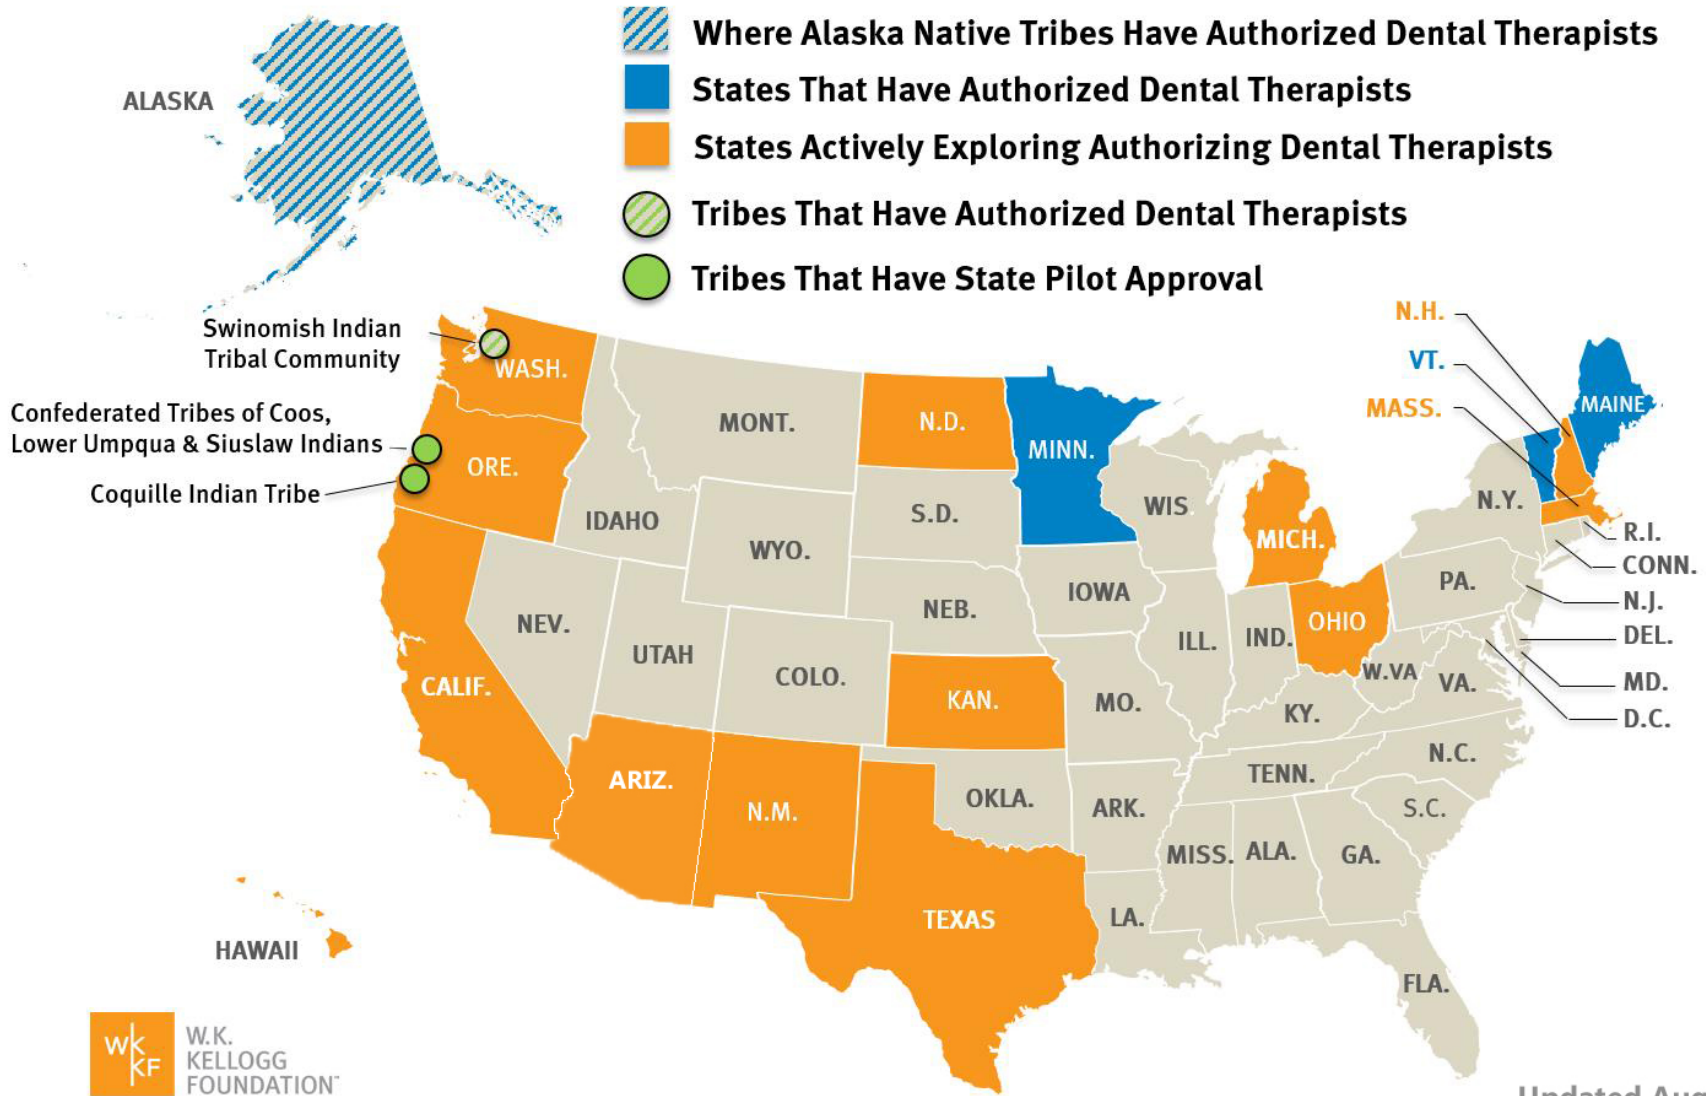 Where Alaska Native Tribes Have Authorized Dental Therapists
States That Have Authorized Dental Therapists
ALASKA
States Actively Exploring Authorizing Dental Therapists
Tribes That Have Authorized Dental Therapists
Tribes That Have State Pilot Approval
Swinomish Indian
Tribal Community
Confederated Tribes of Coos,
Lower Umpqua & Siuslaw Indians
Coquille Indian Tribe
N.H.
VT.
MASS.
MAINE
WASH.
ORE.
MONT.
N.D.
MINN.
IDAHO
WYO.
S.D.
WIS.
MICH.
N.Y.
R.I.
CONN.
N.J.
DEL.
MD.
D.C.
PA.
NEV.
UTAH
COLO.
NEB.
IOWA
ILL.
IND.
OHIO
W.VA
VA.
CALIF.
KAN.
MO.
KY.
N.C.
TENN.
ARIZ.
N.M.
OKLA.
ARK.
S.C.
MISS.
ALA.
GA.
TEXAS
LA.
FLA.
HAWAII
WK
KF
W.K.
KELLOGG
FOUNDATION™
Updated Aug